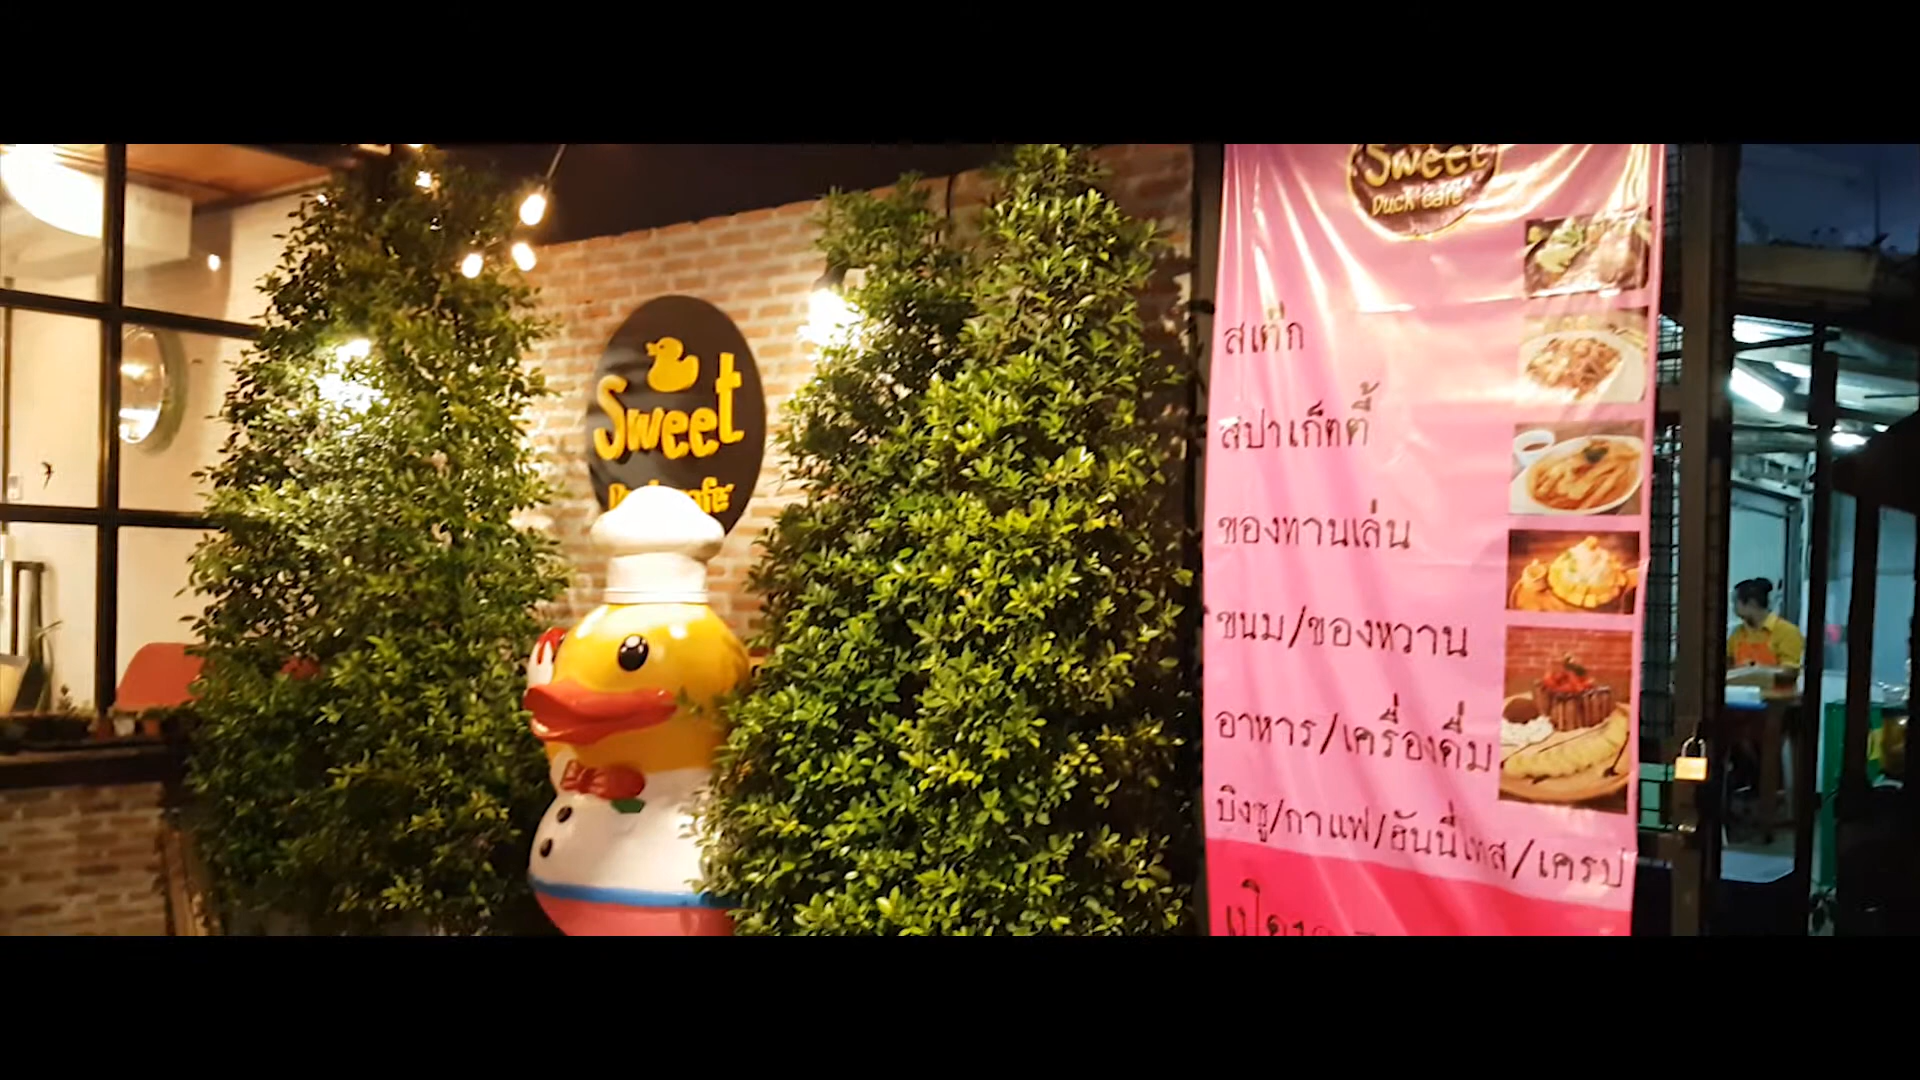 Sweet
Duck cafe
Sweet
Duck cafe
สเต๊ก
สปาเก็ตตี้
ของทานเล่น
ขนม/ของหวาน
อาหาร/เครื่องดื่ม
บิงซู/กาแฟ/ฮันนี่โทส/เครป